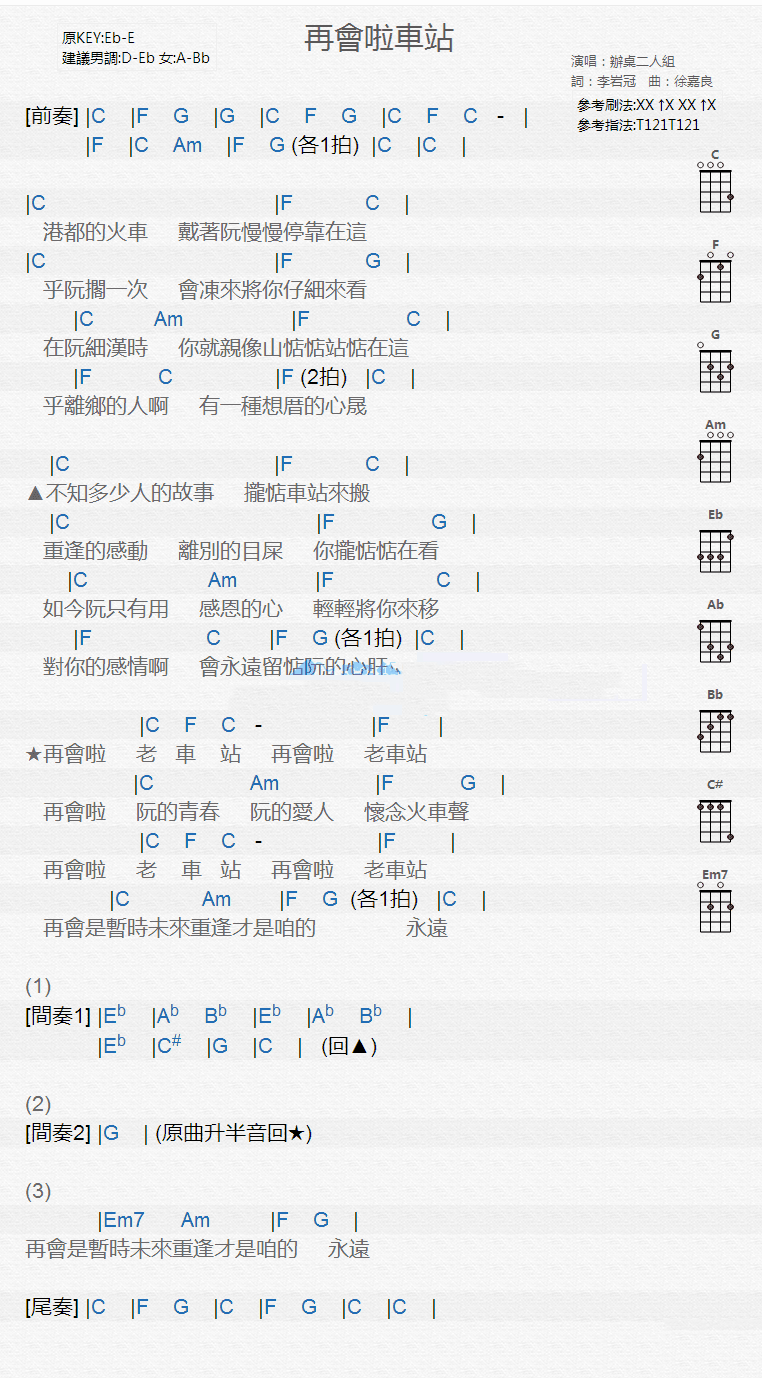 再會啦車站
原KEY:Eb-E
建議男調:D-Eb 女:A-Bb
演唱：辦桌二人組
詞：李岩冠 曲：徐嘉良
參考刷法:XX ↑X XX ↑X
參考指法:T121T121
[前奏] |C |F G |G |C F G |C F C - |
|F |C Am |F G (各1拍) |C |C |
|C |F C |
港都的火車 戴著阮慢慢停靠在這
|C |F G |
乎阮擱一次 會凍來將你仔細來看
|C Am |F C |
在阮細漢時 你就親像山惦惦站惦在這
|F C |F (2拍) |C |
乎離鄉的人啊 有一種想厝的心晟
|C |F C |
▲不知多少人的故事 攏惦車站來搬
|C |F G |
重逢的感動 離別的目屎 你攏惦惦在看
|C Am |F C |
如今阮只有用 感恩的心 輕輕將你來移
|F C |F G (各1拍) |C |
對你的感情啊 會永遠留惦阮的心肝
|C F C - |F |
★再會啦 老 車 站 再會啦 老車站
|C Am |F G |
再會啦 阮的青春 阮的愛人 懷念火車聲
|C F C - |F |
再會啦 老 車 站 再會啦 老車站
|C Am |F G (各1拍) |C |
再會是暫時未來重逢才是咱的 永遠
(1)
[間奏1] |Eb |Ab Bb |Eb |Ab Bb |
|Eb |C# |G |C | (回▲)
(2)
[間奏2] |G | (原曲升半音回★)
(3)
|Em7 Am |F G |
再會是暫時未來重逢才是咱的 永遠
[尾奏] |C |F G |C |F G |C |C |
C
F
G
Am
Eb
Ab
Bb
C#
Em7